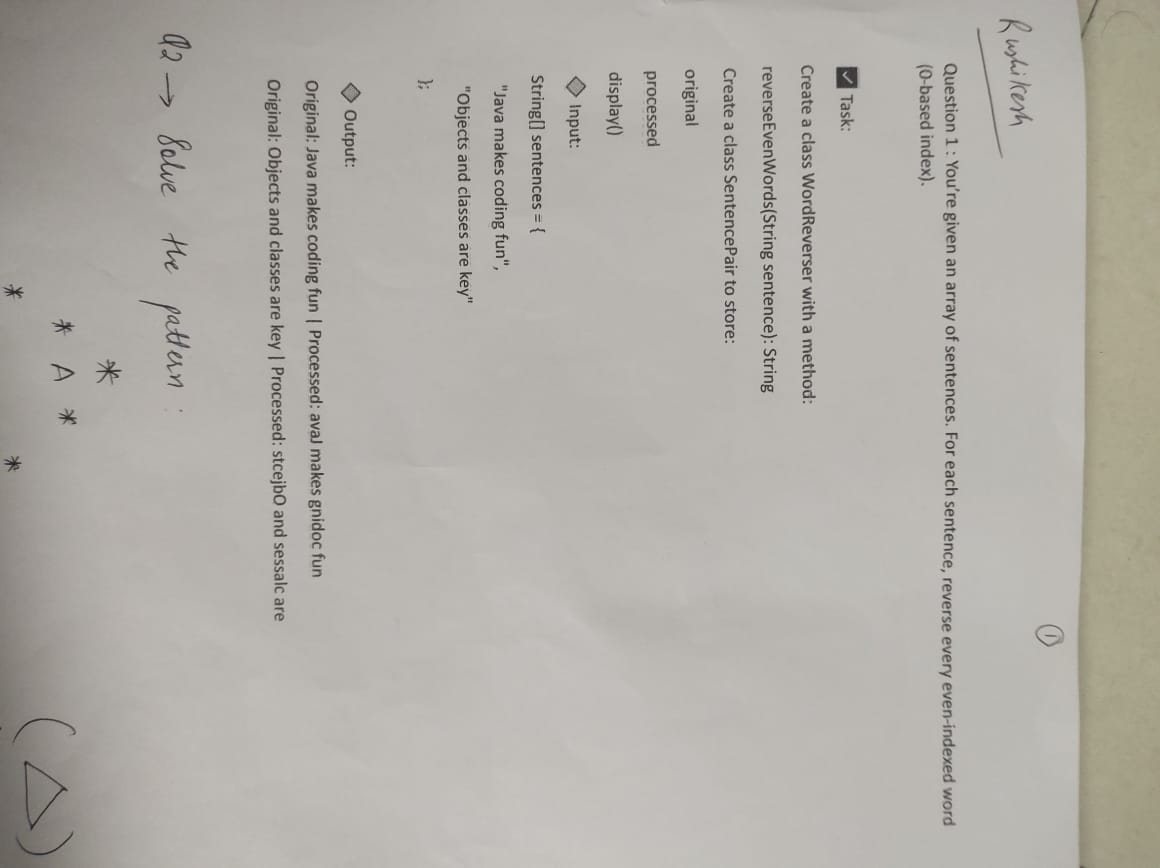 ①
Rushikesh
Question 1 : You're given an array of sentences. For each sentence, reverse every even-indexed word
(0-based index).
Task:
Create a class WordReverser with a method:
reverseEvenWords(String sentence): String
Create a class SentencePair to store:
original
processed
display()
Input:
String[] sentences = {
"Java makes coding fun",
"Objects and classes are key"
};
Output:
Original: Java makes coding fun | Processed: avaJ makes gnidoc fun
Original: Objects and classes are key | Processed: stcejbO and sessalc are
Q2 → Solve the pattern :
*
* A *
* *